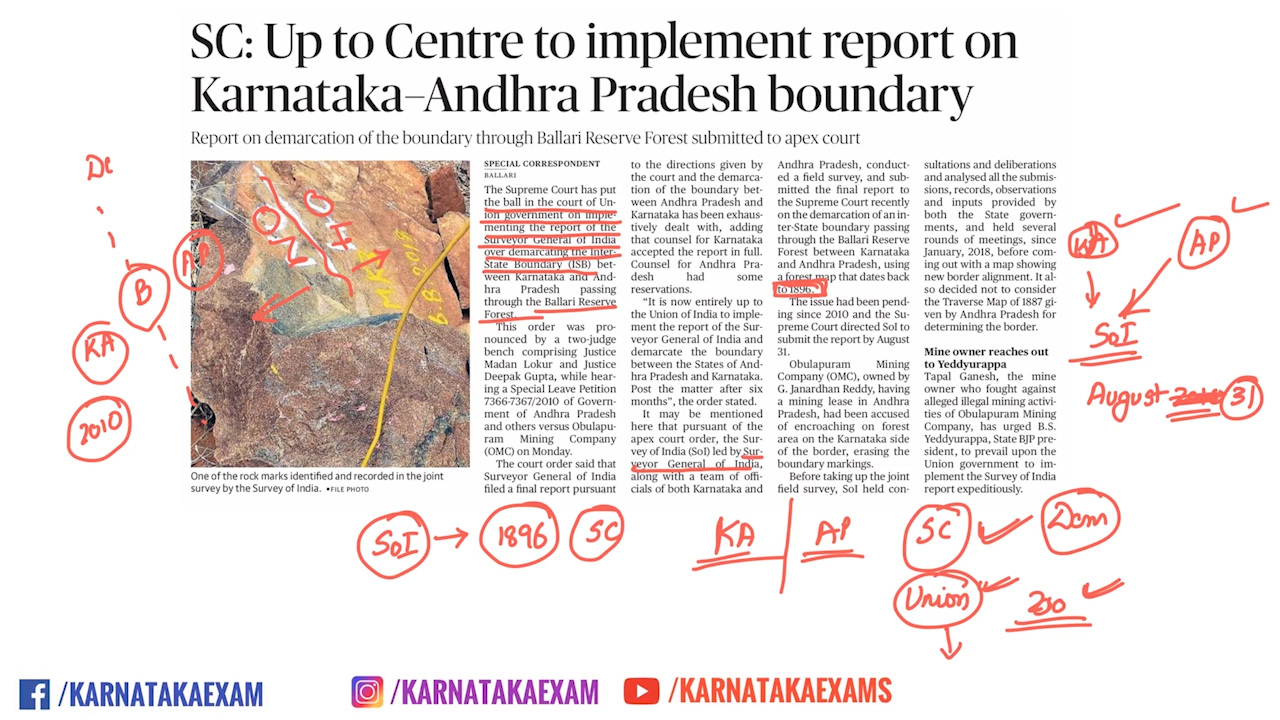 SC: Up to Centre to implement report on
Karnataka–Andhra Pradesh boundary
Report on demarcation of the boundary through Ballari Reserve Forest submitted to apex court
One of the rock marks identified and recorded in the joint
survey by the Survey of India. •FILE PHOTO
SPECIAL CORRESPONDENT
BALLARI
The Supreme Court has put
the ball in the court of Un-
ion government on imple-
menting the report of the
Surveyor General of India
over demarcating the Inter-
State Boundary (ISB) bet-
ween Karnataka and And-
hra Pradesh passing
through the Ballari Reserve
Forest.
This order was pro-
nounced by a two-judge
bench comprising Justice
Madan Lokur and Justice
Deepak Gupta, while hear-
ing a Special Leave Petition
7366-7367/2010 of Govern-
ment of Andhra Pradesh
and others versus Obulapu-
ram Mining Company
(OMC) on Monday.
The court order said that
Surveyor General of India
filed a final report pursuant
to the directions given by
the court and the demarca-
tion of the boundary bet-
ween Andhra Pradesh and
Karnataka has been exhaus-
tively dealt with, adding
that counsel for Karnataka
accepted the report in full.
Counsel for Andhra Pra-
desh had some
reservations.
“It is now entirely up to
the Union of India to imple-
ment the report of the Sur-
veyor General of India and
demarcate the boundary
between the States of And-
hra Pradesh and Karnataka.
Post the matter after six
months”, the order stated.
It may be mentioned
here that pursuant of the
apex court order, the Sur-
vey of India (SoI) led by Sur-
veyor General of India,
along with a team of offi-
cials of both Karnataka and
Andhra Pradesh, conduct-
ed a field survey, and sub-
mitted the final report to
the Supreme Court recently
on the demarcation of an in-
ter-State boundary passing
through the Ballari Reserve
Forest between Karnataka
and Andhra Pradesh, using
a forest map that dates back
to 1896.
The issue had been pend-
ing since 2010 and the Su-
preme Court directed SoI to
submit the report by August
31.
Obulapuram Mining
Company (OMC), owned by
G. Janardhan Reddy, having
a mining lease in Andhra
Pradesh, had been accused
of encroaching on forest
area on the Karnataka side
of the border, erasing the
boundary markings.
Before taking up the joint
field survey, SoI held con-
sultations and deliberations
and analysed all the submis-
sions, records, observations
and inputs provided by
both the State govern-
ments, and held several
rounds of meetings, since
January, 2018, before com-
ing out with a map showing
new border alignment. It al-
so decided not to consider
the Traverse Map of 1887 gi-
ven by Andhra Pradesh for
determining the border.
Mine owner reaches out
to Yeddyurappa
Tapal Ganesh, the mine
owner who fought against
alleged illegal mining activi-
ties of Obulapuram Mining
Company, has urged B.S.
Yeddyurappa, State BJP pre-
sident, to prevail upon the
Union government to im-
plement the Survey of India
report expeditiously.
AP
B
KA
2010
KA
AP
SoI
August 31
SoI → 1896 SC
KA AP
SC Dem
Union
/KARNATAKAEXAM
/KARNATAKAEXAM
/KARNATAKAEXAMS